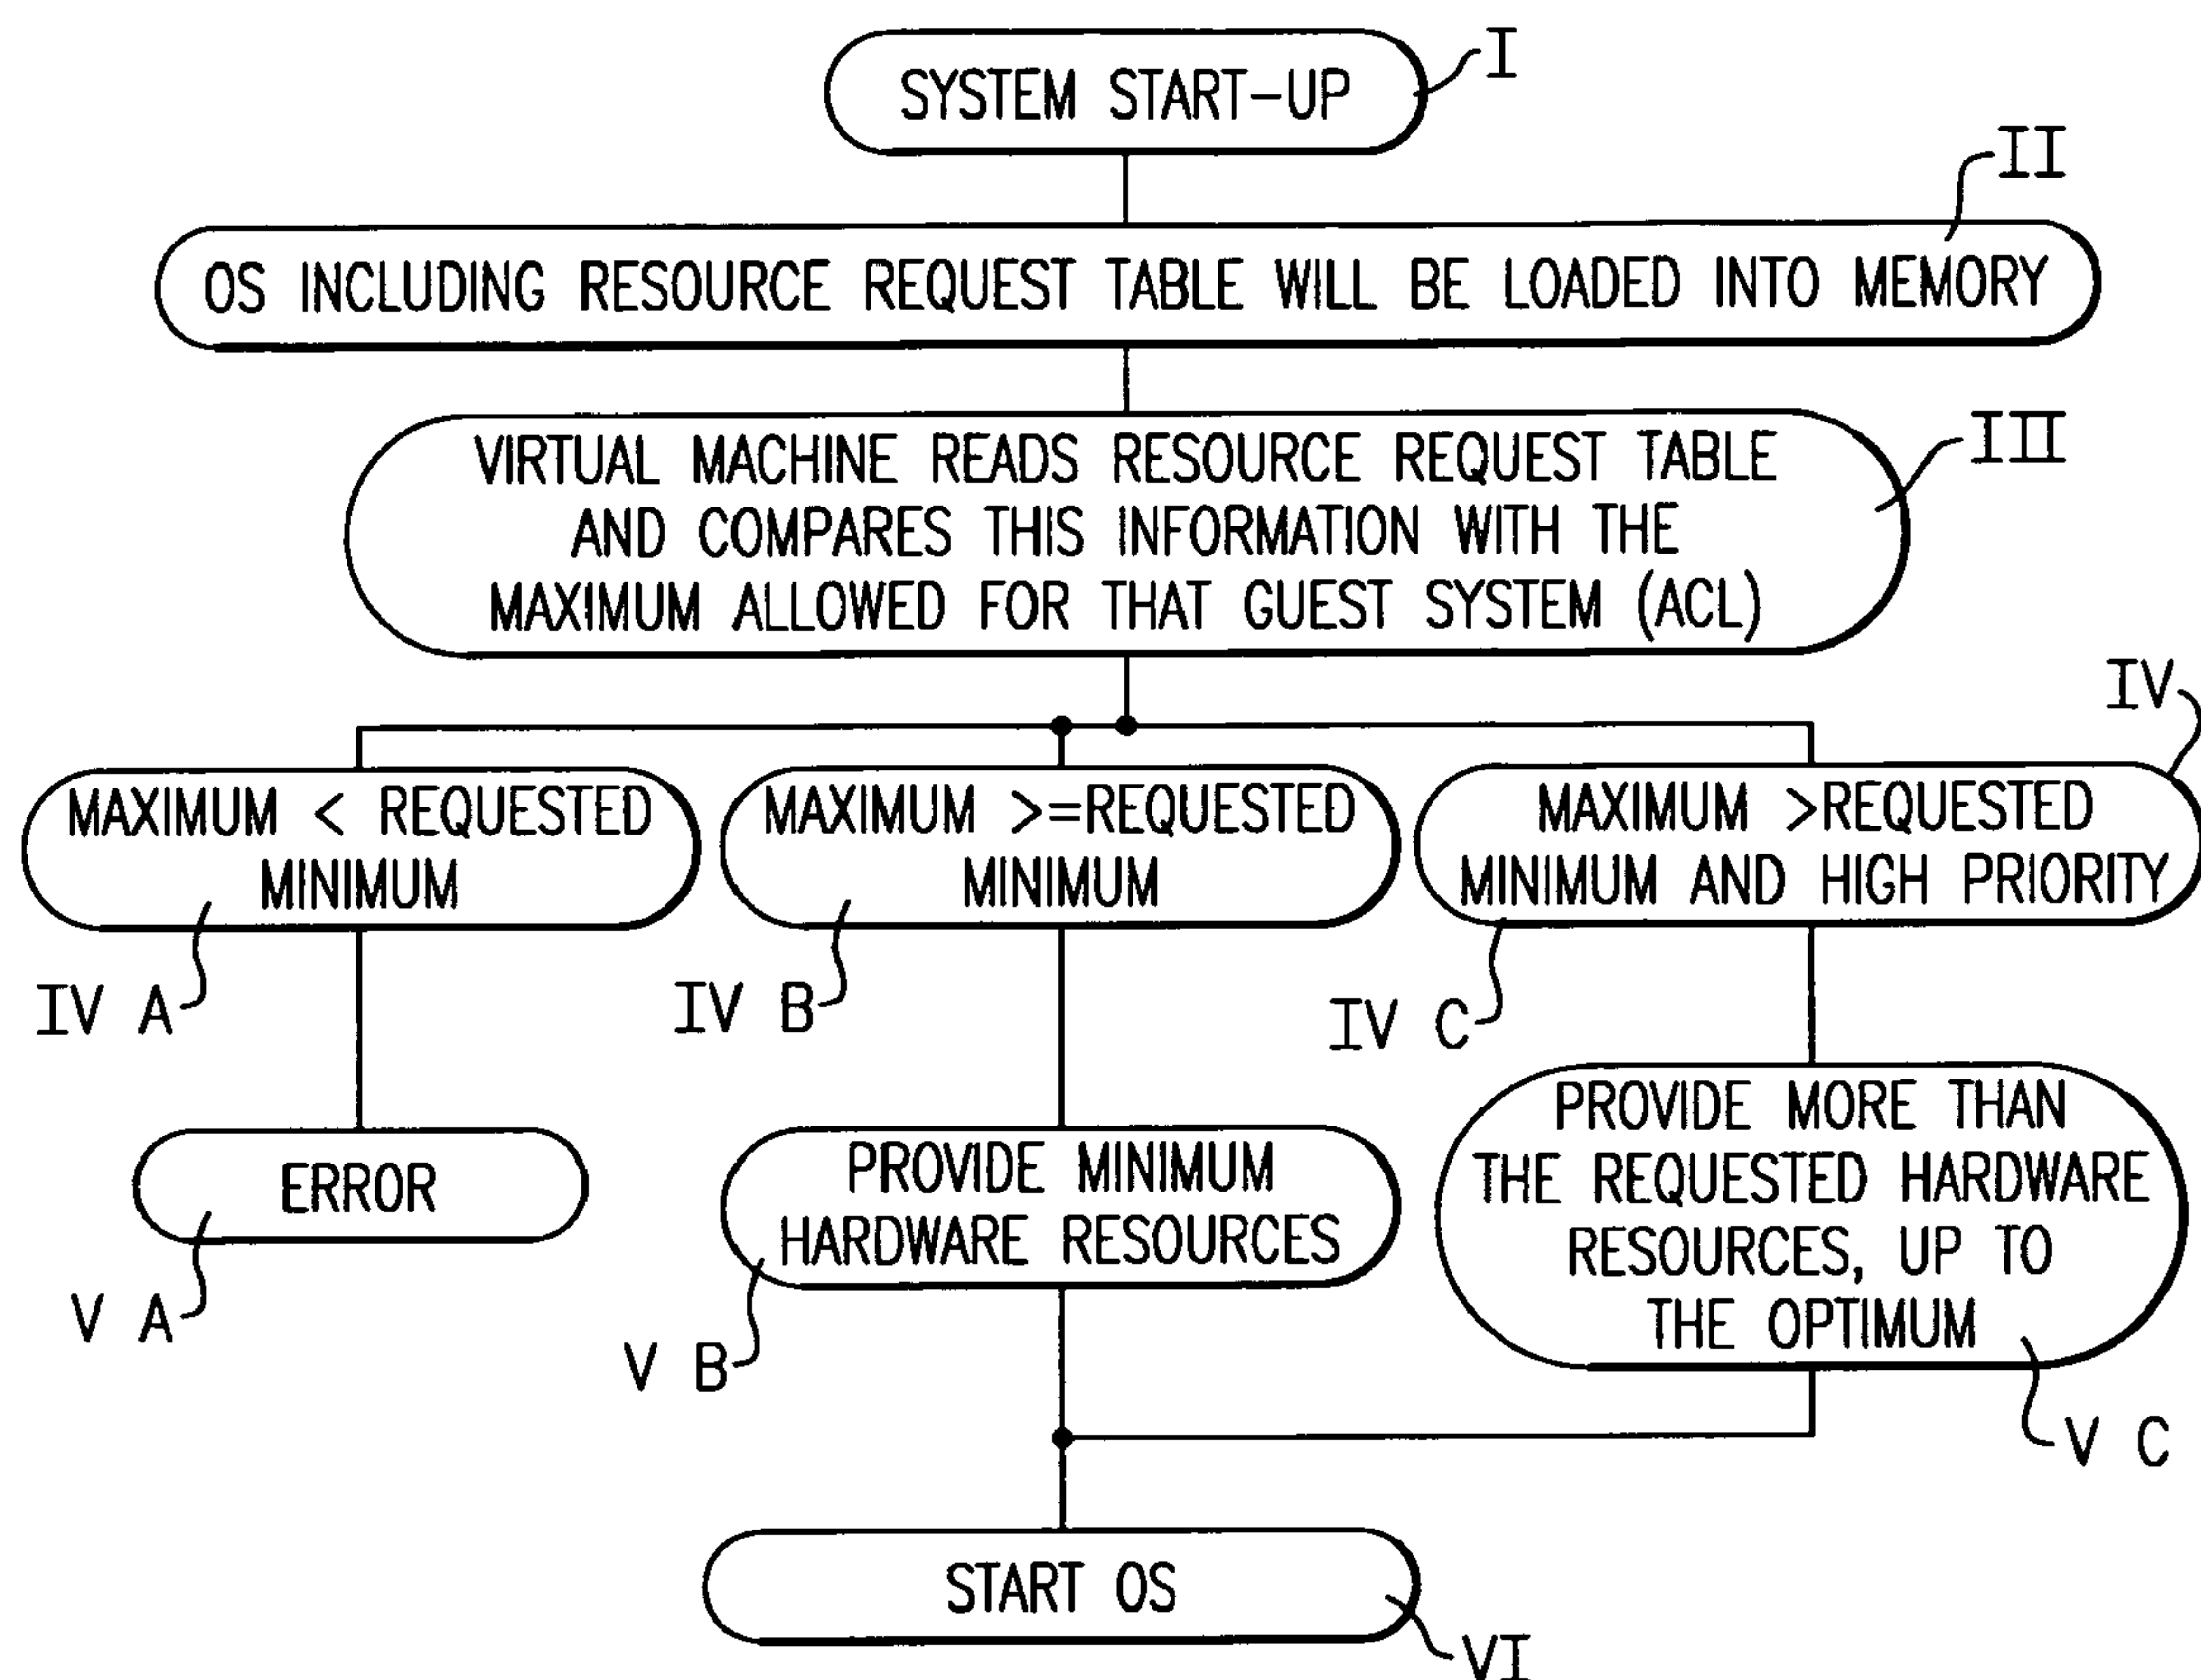 SYSTEM START-UP
I
II
OS INCLUDING RESOURCE REQUEST TABLE WILL BE LOADED INTO MEMORY
VIRTUAL MACHINE READS RESOURCE REQUEST TABLE
AND COMPARES THIS INFORMATION WITH THE
MAXIMUM ALLOWED FOR THAT GUEST SYSTEM (ACL)
III
IV
MAXIMUM < REQUESTED
MINIMUM
IV A
MAXIMUM >=REQUESTED
MINIMUM
IV B
MAXIMUM >REQUESTED
MINIMUM AND HIGH PRIORITY
IV C
ERROR
V A
PROVIDE MINIMUM
HARDWARE RESOURCES
V B
PROVIDE MORE THAN
THE REQUESTED HARDWARE
RESOURCES, UP TO
THE OPTIMUM
V C
START OS
VI